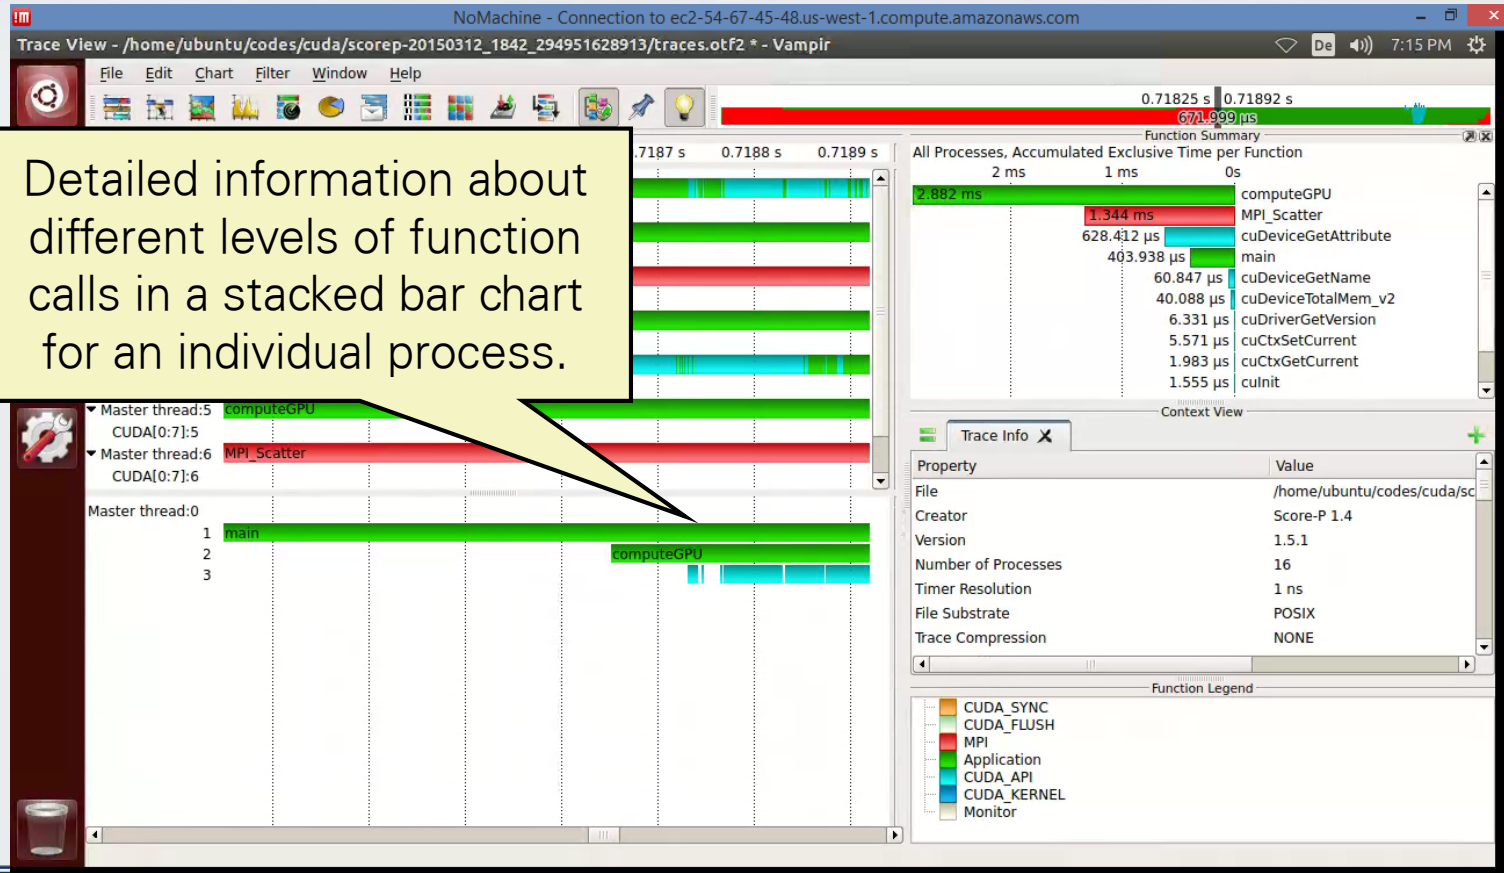 NoMachine - Connection to ec2-54-67-45-48.us-west-1.compute.amazonaws.com
Trace View - /home/ubuntu/codes/cuda/scorep-20150312_1842_294951628913/traces.otf2 * - Vampir
De
7:15 PM
File Edit Chart Filter Window Help
0.71825 s 0.71892 s
671.999 µs
Detailed information about
different levels of function
calls in a stacked bar chart
for an individual process.
.7187 s 0.7188 s 0.7189 s
Master thread:5 computeGPU
CUDA[0:7]:5
Master thread:6 MPI_Scatter
CUDA[0:7]:6
Master thread:0
1 main
2 computeGPU
3
Function Summary
All Processes, Accumulated Exclusive Time per Function
2 ms 1 ms 0s
2.882 ms computeGPU
1.344 ms MPI_Scatter
628.412 µs cuDeviceGetAttribute
403.938 µs main
60.847 µs cuDeviceGetName
40.088 µs cuDeviceTotalMem_v2
6.331 µs cuDriverGetVersion
5.571 µs cuCtxSetCurrent
1.983 µs cuCtxGetCurrent
1.555 µs cuInit
Context View
Trace Info
Property Value
File /home/ubuntu/codes/cuda/sc
Creator Score-P 1.4
Version 1.5.1
Number of Processes 16
Timer Resolution 1 ns
File Substrate POSIX
Trace Compression NONE
Function Legend
CUDA_SYNC
CUDA_FLUSH
MPI
Application
CUDA_API
CUDA_KERNEL
Monitor